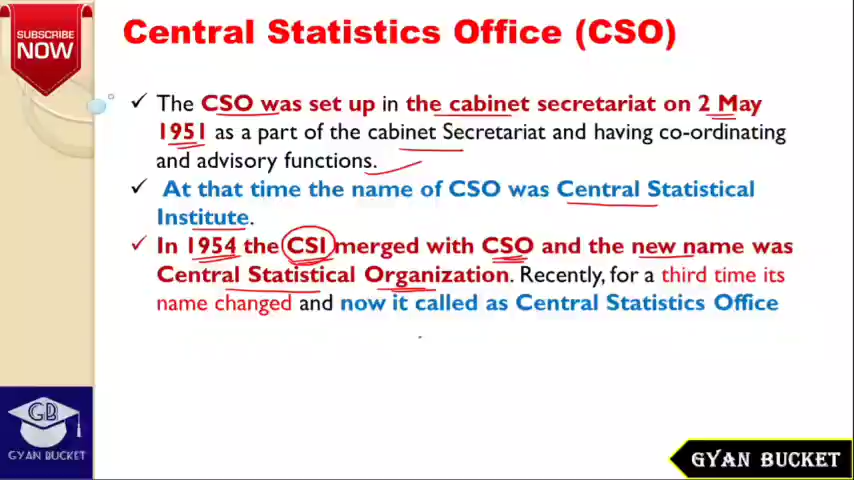 SUBSCRIBE
NOW
Central Statistics Office (CSO)
✓ The CSO was set up in the cabinet secretariat on 2 May
1951 as a part of the cabinet Secretariat and having co-ordinating
and advisory functions.
✓ At that time the name of CSO was Central Statistical
Institute.
✓ In 1954 the CSI merged with CSO and the new name was
Central Statistical Organization. Recently, for a third time its
name changed and now it called as Central Statistics Office
GB
GYAN BUCKET
GYAN BUCKET